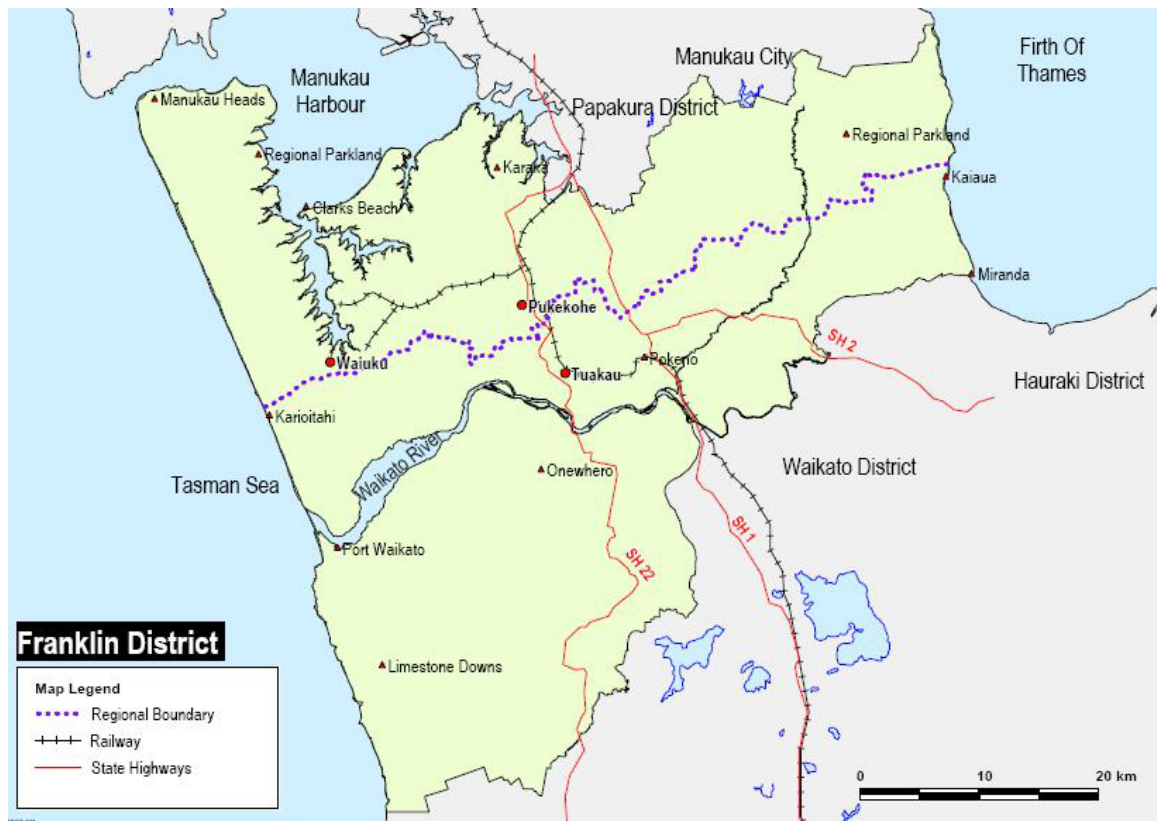 Manukau City
Firth Of
Thames
Manukau
Harbour
Manukau Heads
Papakura District
Regional Parkland
Regional Parkland
Karaka
Kaiaua
Clarks Beach
Miranda
Pukekohe
SH 2
Waiuku
Pokeno
Tuakau
Hauraki District
Karioitahi
Waikato River
Waikato District
Onewhero
Tasman Sea
SH 1
Port Waikato
SH 22
Franklin District
Limestone Downs
Map Legend
Regional Boundary
Railway
State Highways
0 10 20 km